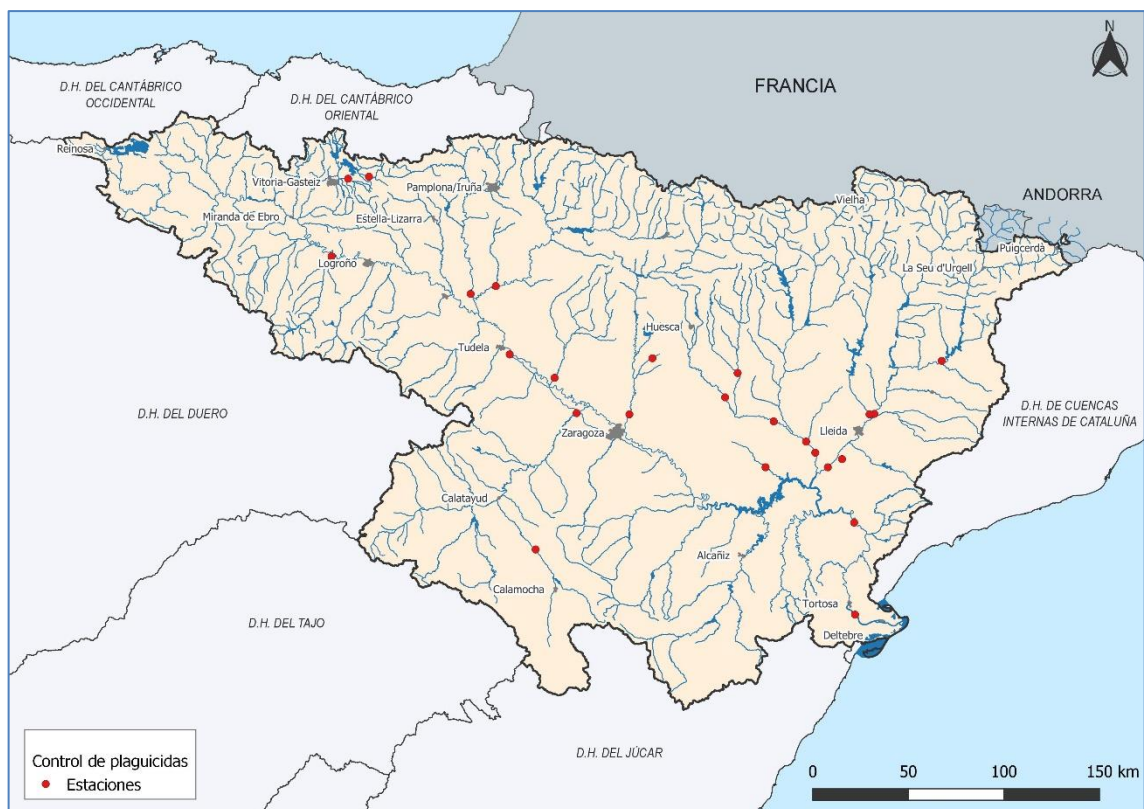 N
D.H. DEL CANTÁBRICO
OCCIDENTAL
D.H. DEL CANTÁBRICO
ORIENTAL
FRANCIA
Reinosa
Vitoria-Gasteiz
Pamplona/Iruña
Vielha
ANDORRA
Miranda de Ebro
Estella-Lizarra
Puigcerdà
Logroño
La Seu d'Urgell
Huesca
Tudela
D.H. DEL DUERO
D.H. DE CUENCAS
INTERNAS DE CATALUÑA
Zaragoza
Lleida
Calatayud
Alcañiz
Calamocha
Tortosa
D.H. DEL TAJO
Deltebre
D.H. DEL JÚCAR
Control de plaguicidas
Estaciones
0 50 100 150 km